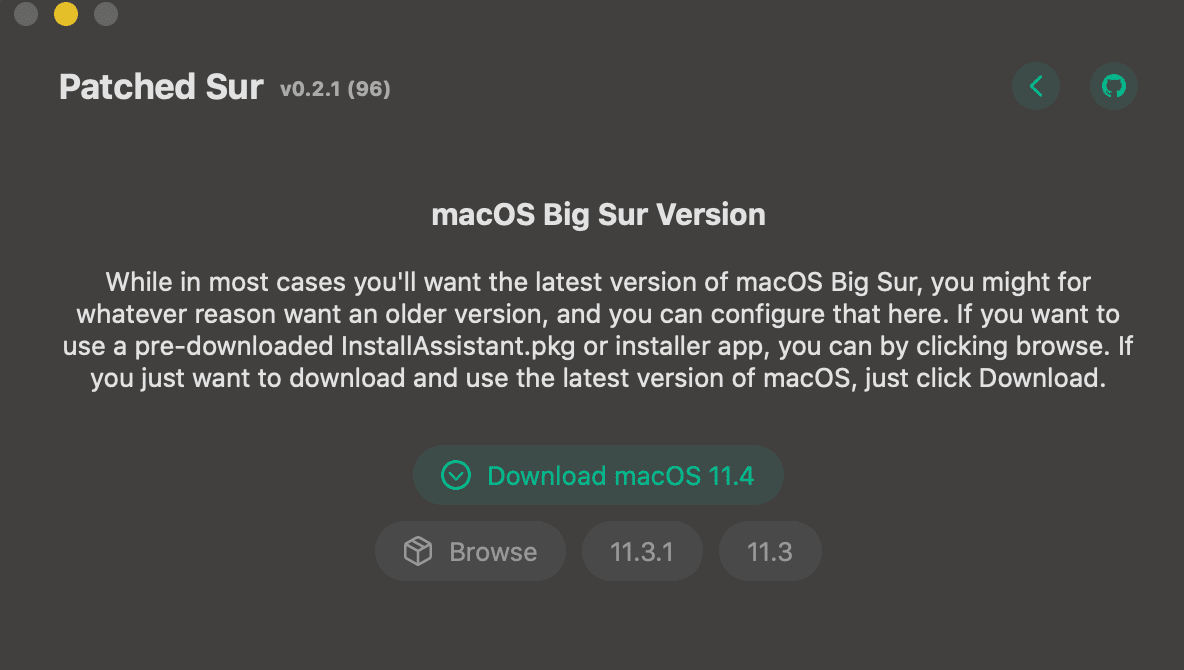 Patched Sur v0.2.1 (96)
macOS Big Sur Version
While in most cases you'll want the latest version of macOS Big Sur, you might for
whatever reason want an older version, and you can configure that here. If you want to
use a pre-downloaded InstallAssistant.pkg or installer app, you can by clicking browse. If
you just want to download and use the latest version of macOS, just click Download.
Download macOS 11.4
Browse 11.3.1 11.3